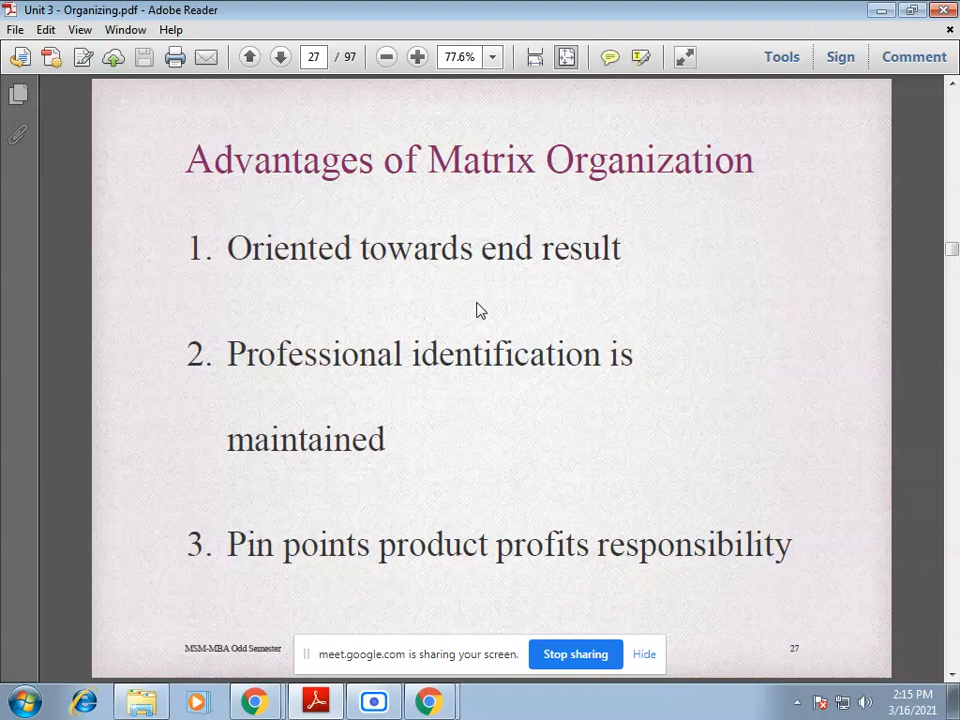 Unit 3 - Organizing.pdf - Adobe Reader
File Edit View Window Help
27 / 97 77.6% Tools Sign Comment
Advantages of Matrix Organization
1. Oriented towards end result
2. Professional identification is
maintained
3. Pin points product profits responsibility
MSM-MBA Odd Semester 27
meet.google.com is sharing your screen. Stop sharing Hide
2:15 PM
3/16/2021